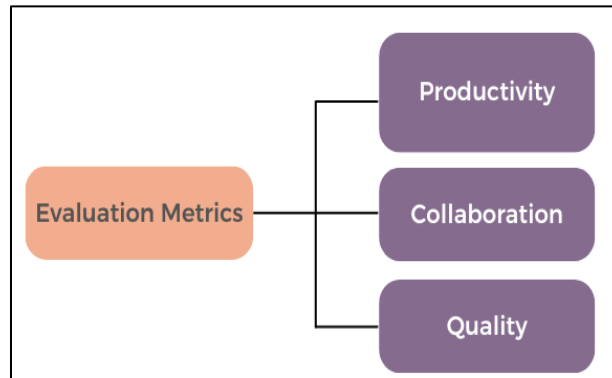 Productivity
Evaluation Metrics
Collaboration
Quality